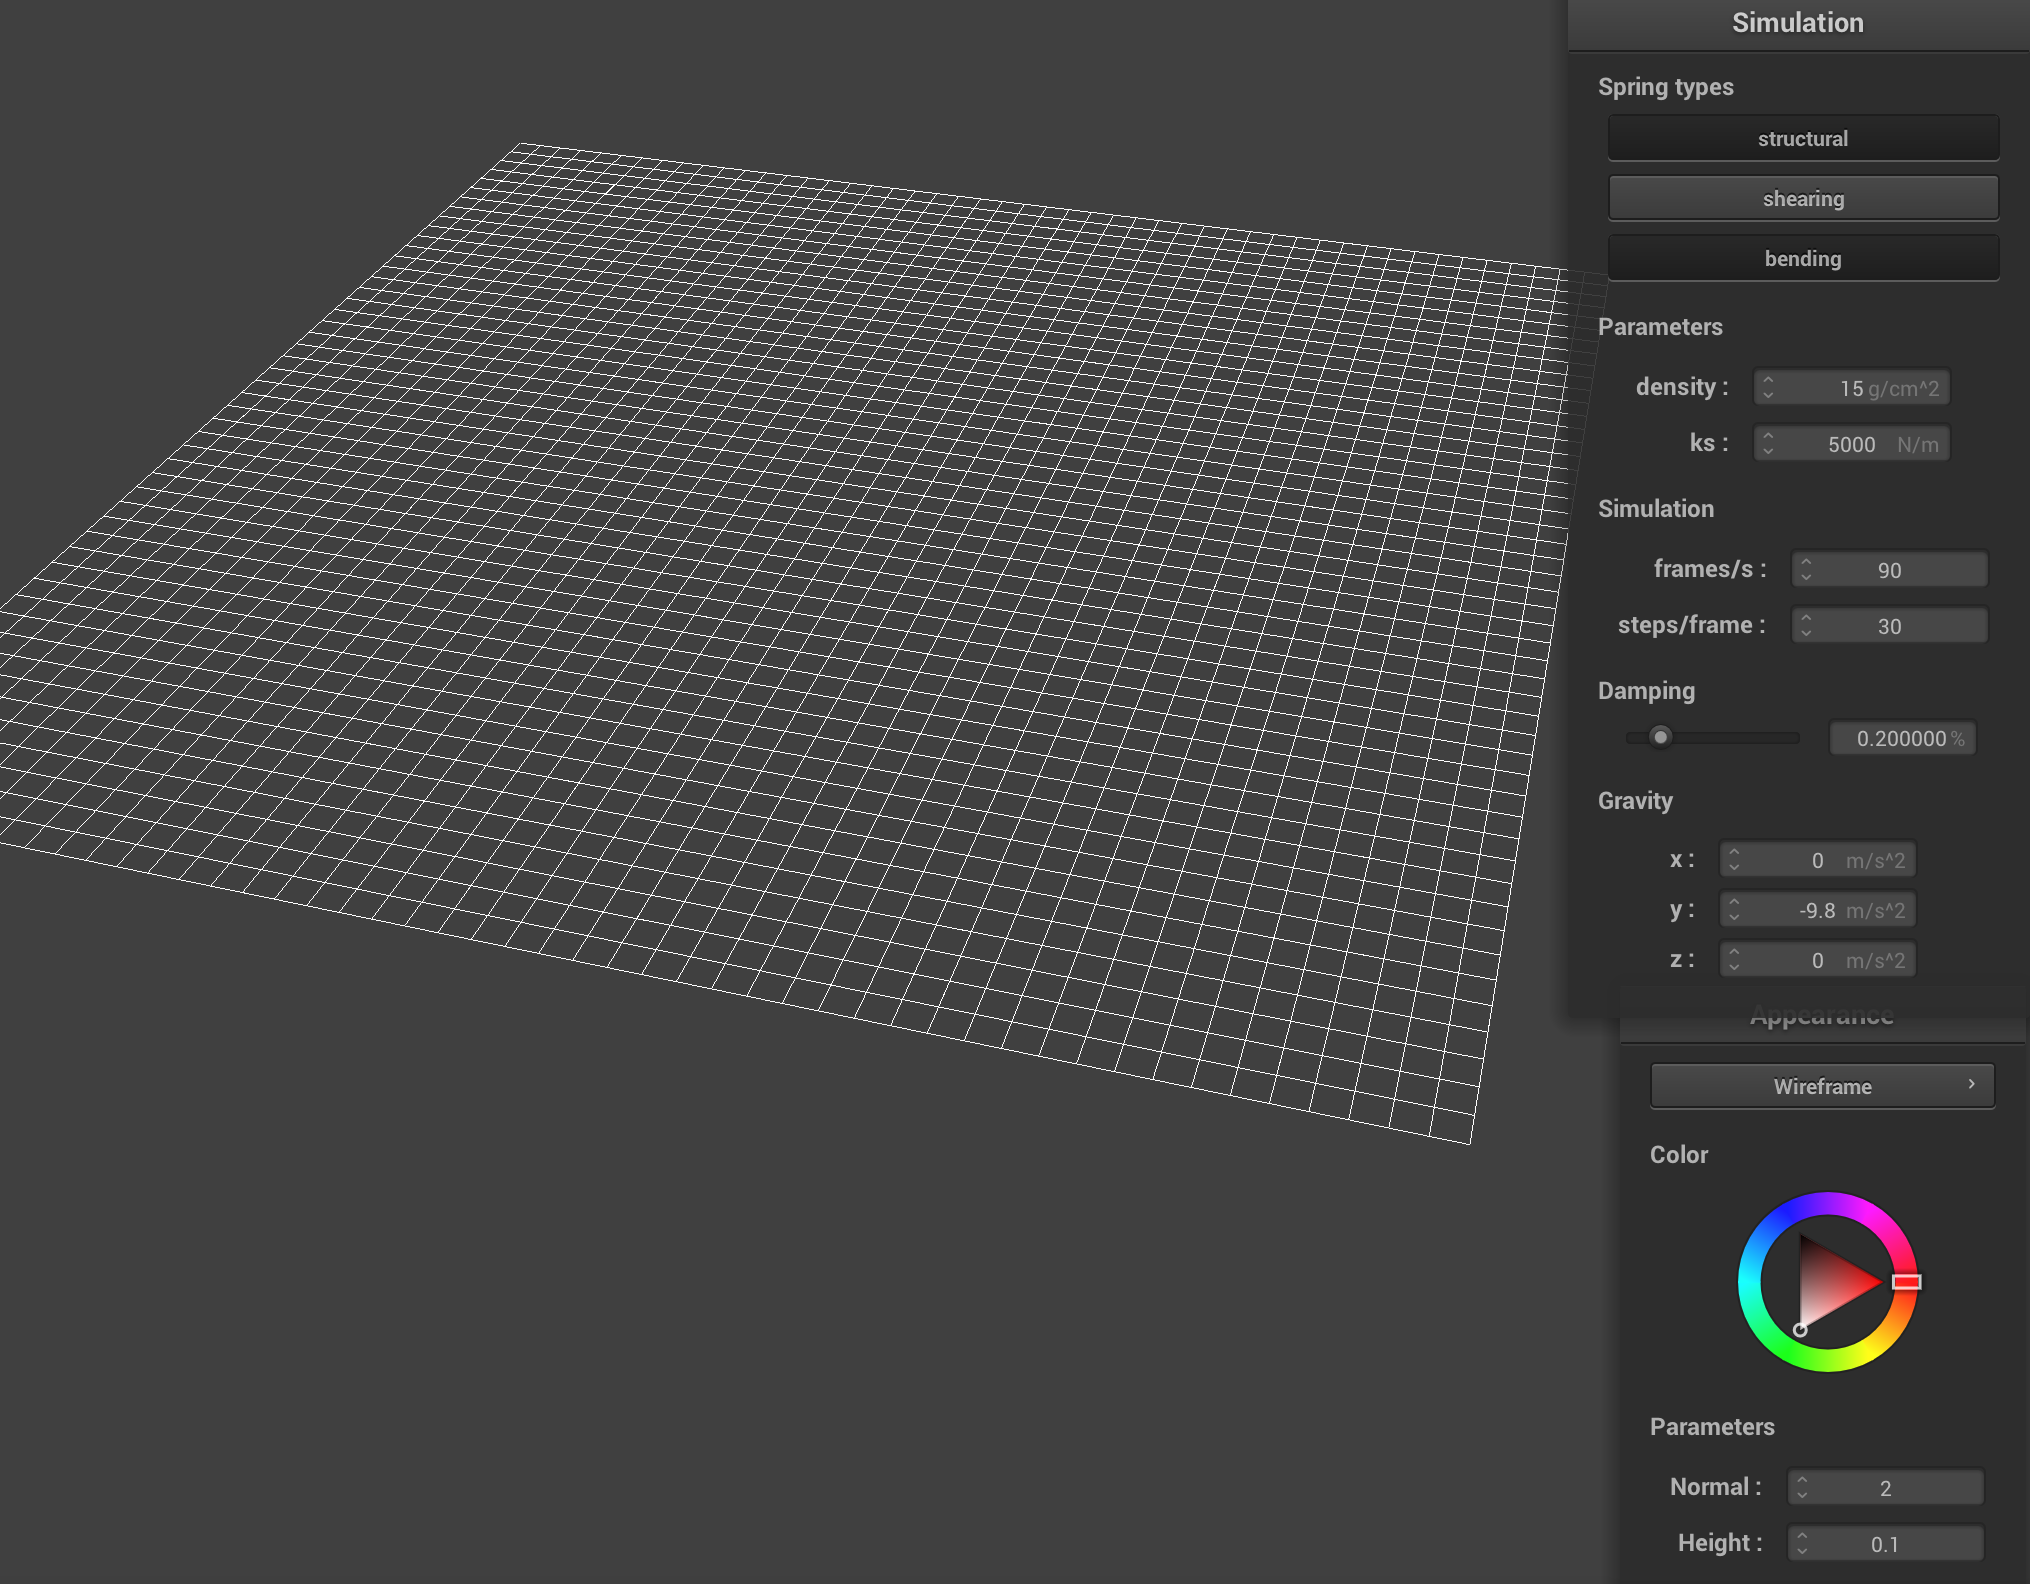 Simulation
Spring types
structural
shearing
bending
Parameters
density : 15 g/cm^2
ks : 5000 N/m
Simulation
frames/s : 90
steps/frame : 30
Damping
0.200000 %
Gravity
x : 0 m/s^2
y : -9.8 m/s^2
z : 0 m/s^2
Appearance
Wireframe
Color
Parameters
Normal : 2
Height : 0.1